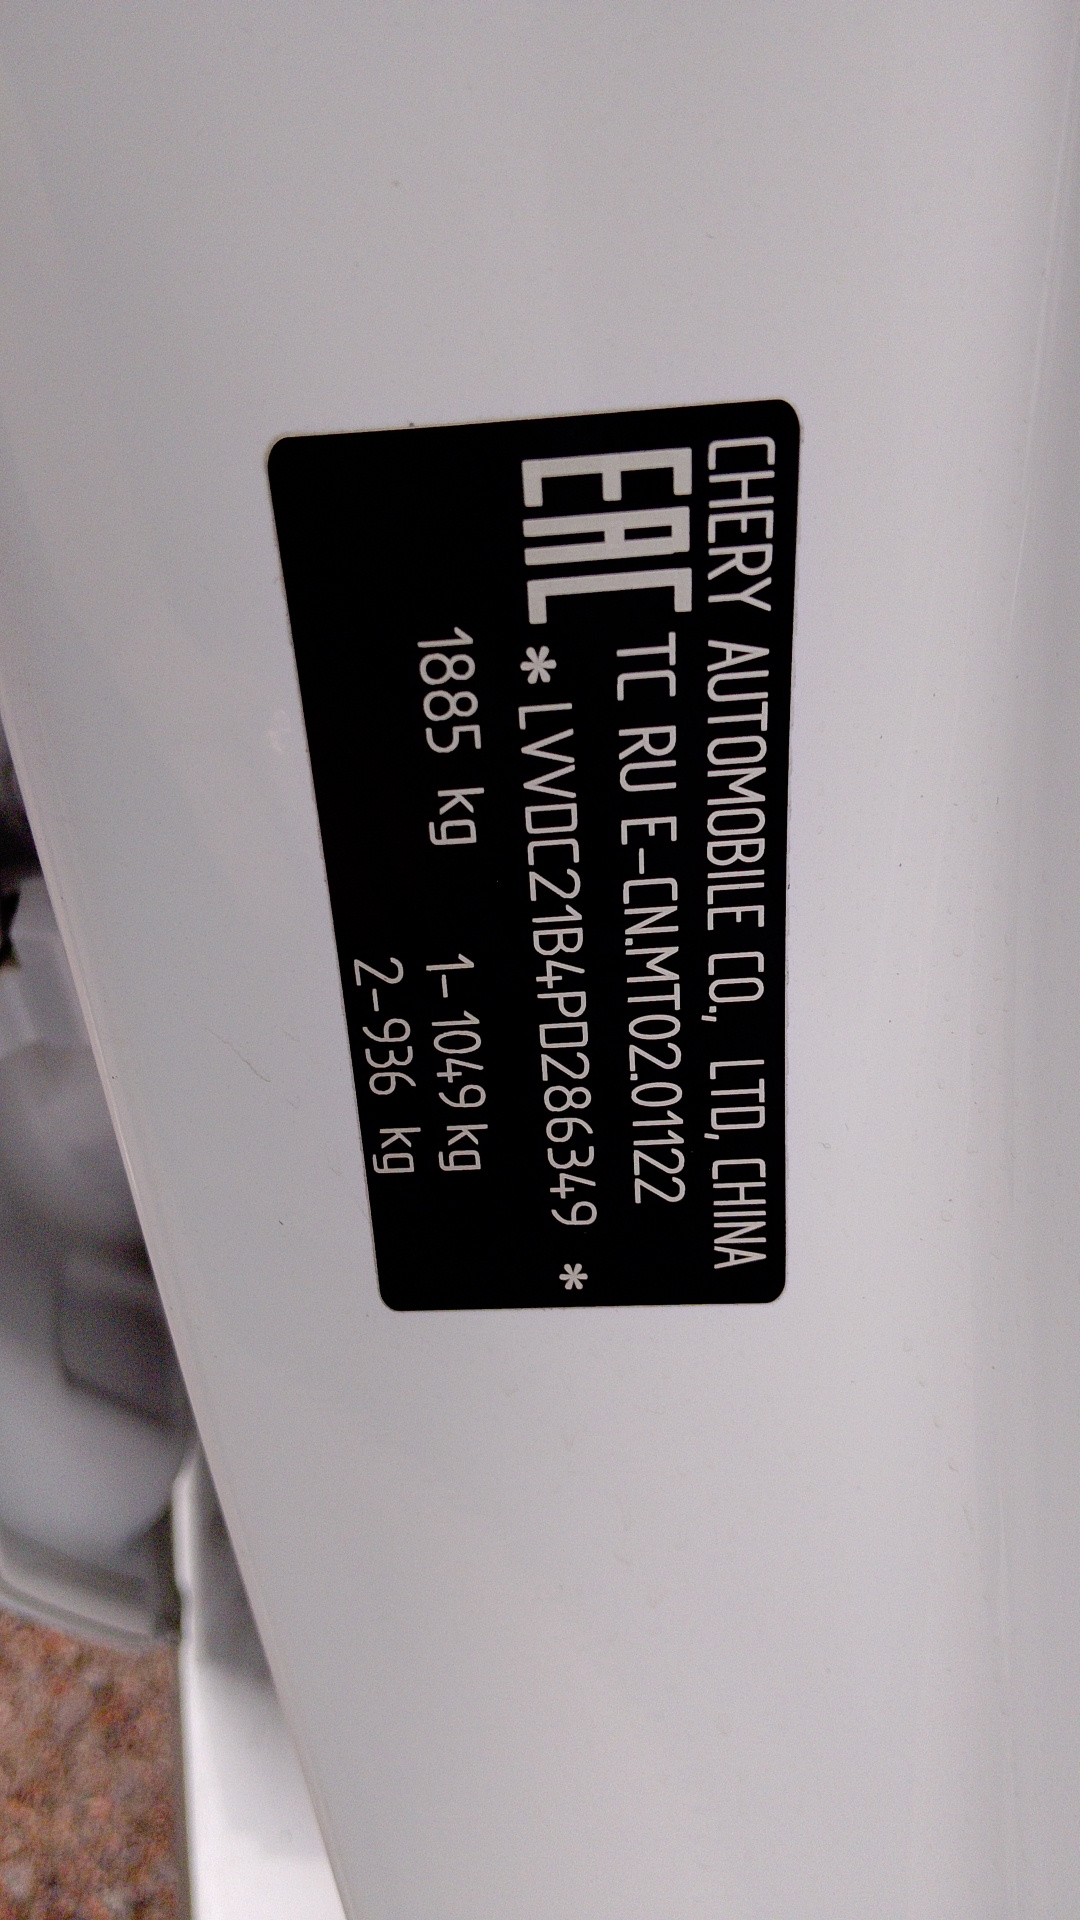 CHERY AUTOMOBILE CO., LTD, CHINA
EAC TC RU E-CN.MT02.01122
*LVVDC21B4PD286349 *
1885 kg 1-1049 kg
2-936 kg